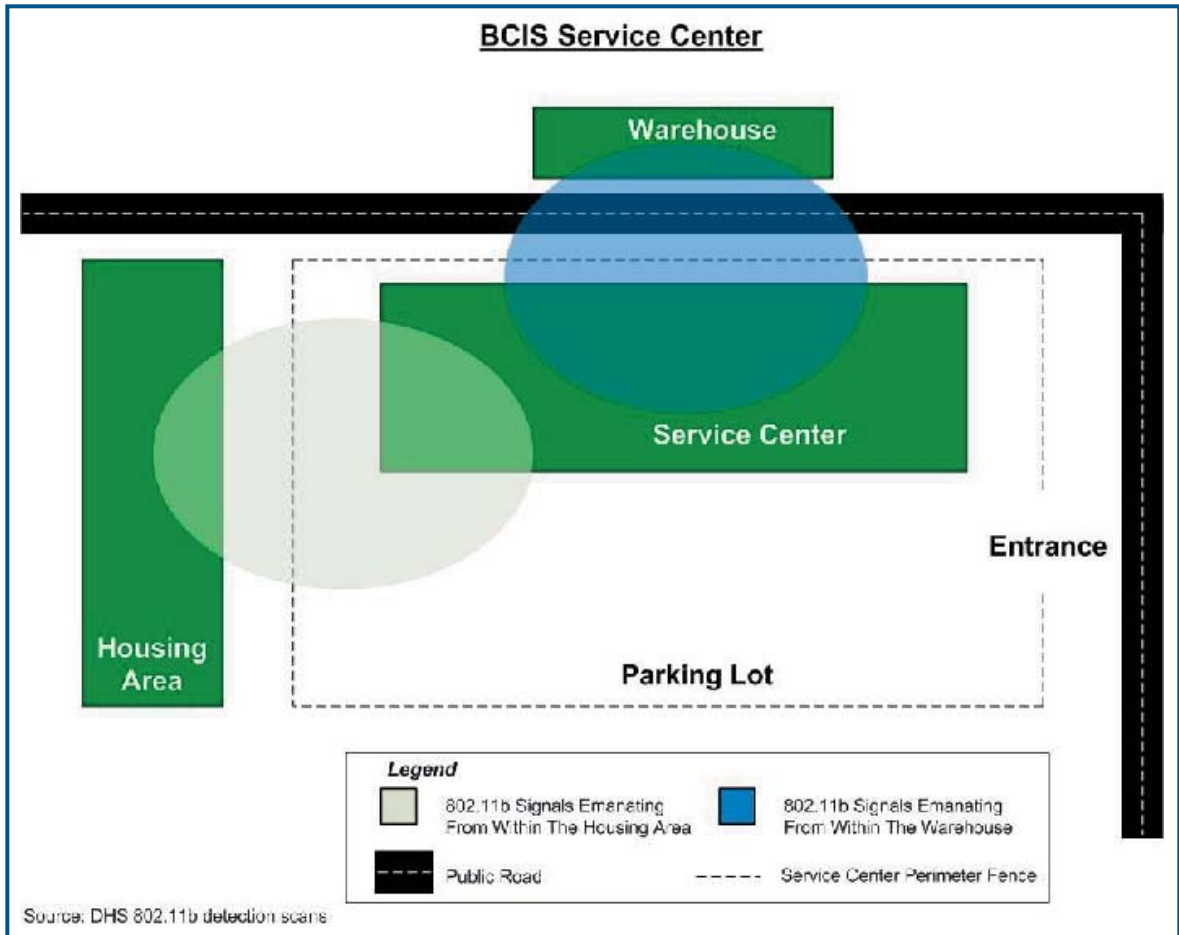 BCIS Service Center
Warehouse
Service Center
Entrance
Housing
Area
Parking Lot
Legend
802.11b Signals Emanating
From Within The Housing Area
802.11b Signals Emanating
From Within The Warehouse
Public Road
Service Center Perimeter Fence
Source: DHS 802.11b detection scans